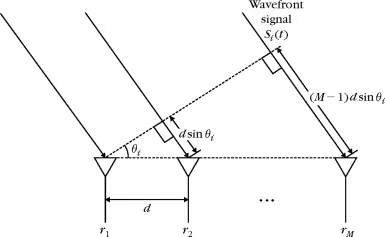 Wavefront
signal
S_i(t)
(M − 1) d sin θ_i
d sin θ_i
θ_i
d
...
r_1
r_2
r_M